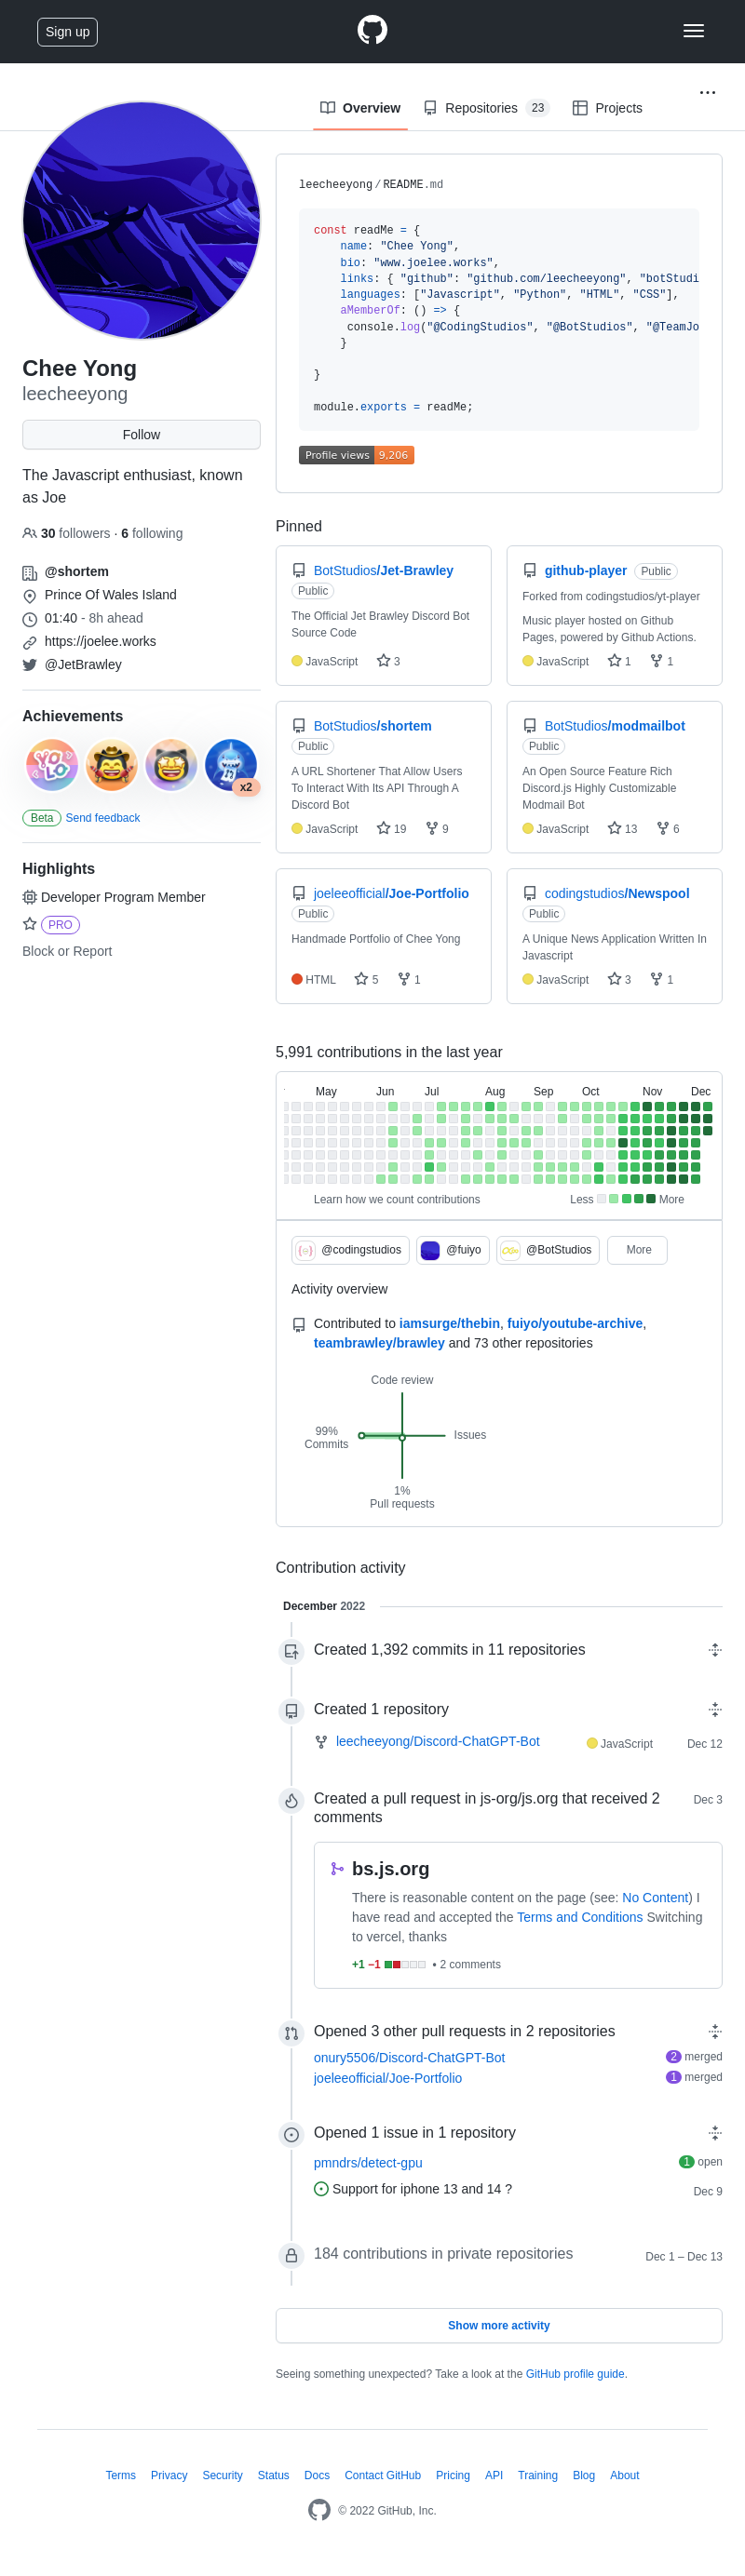 Sign up
Overview
Repositories 23
Projects
leecheeyong/README.md
const readMe = {
name: "Chee Yong",
bio: "www.joelee.works",
links: { "github": "github.com/leecheeyong", "botStudi
languages: ["Javascript", "Python", "HTML", "CSS"],
aMemberOf: () => {
console.log("@CodingStudios", "@BotStudios", "@TeamJo
}
}
module.exports = readMe;
Profile views 9,206
Chee Yong
leecheeyong
Follow
The Javascript enthusiast, known
as Joe
30 followers · 6 following
@shortem
Prince Of Wales Island
01:40 - 8h ahead
https://joelee.works
@JetBrawley
Achievements
YOLO
x2
Beta Send feedback
Highlights
Developer Program Member
PRO
Block or Report
Pinned
BotStudios/Jet-Brawley
Public
The Official Jet Brawley Discord Bot
Source Code
JavaScript 3
github-player Public
Forked from codingstudios/yt-player
Music player hosted on Github
Pages, powered by Github Actions.
JavaScript 1 1
BotStudios/shortem
Public
A URL Shortener That Allow Users
To Interact With Its API Through A
Discord Bot
JavaScript 19 9
BotStudios/modmailbot
Public
An Open Source Feature Rich
Discord.js Highly Customizable
Modmail Bot
JavaScript 13 6
joeleeofficial/Joe-Portfolio
Public
Handmade Portfolio of Chee Yong
HTML 5 1
codingstudios/Newspool
Public
A Unique News Application Written In
Javascript
JavaScript 3 1
5,991 contributions in the last year
May Jun Jul Aug Sep Oct Nov Dec
Learn how we count contributions
Less More
@codingstudios @fuiyo @BotStudios More
Activity overview
Contributed to iamsurge/thebin, fuiyo/youtube-archive,
teambrawley/brawley and 73 other repositories
Code review
99%
Commits
Issues
1%
Pull requests
Contribution activity
December 2022
Created 1,392 commits in 11 repositories
Created 1 repository
leecheeyong/Discord-ChatGPT-Bot JavaScript Dec 12
Created a pull request in js-org/js.org that received 2 Dec 3
comments
bs.js.org
There is reasonable content on the page (see: No Content) I
have read and accepted the Terms and Conditions Switching
to vercel, thanks
+1 −1 • 2 comments
Opened 3 other pull requests in 2 repositories
onury5506/Discord-ChatGPT-Bot 2 merged
joeleeofficial/Joe-Portfolio 1 merged
Opened 1 issue in 1 repository
pmndrs/detect-gpu 1 open
Support for iphone 13 and 14 ? Dec 9
184 contributions in private repositories Dec 1 – Dec 13
Show more activity
Seeing something unexpected? Take a look at the GitHub profile guide.
Terms Privacy Security Status Docs Contact GitHub Pricing API Training Blog About
© 2022 GitHub, Inc.